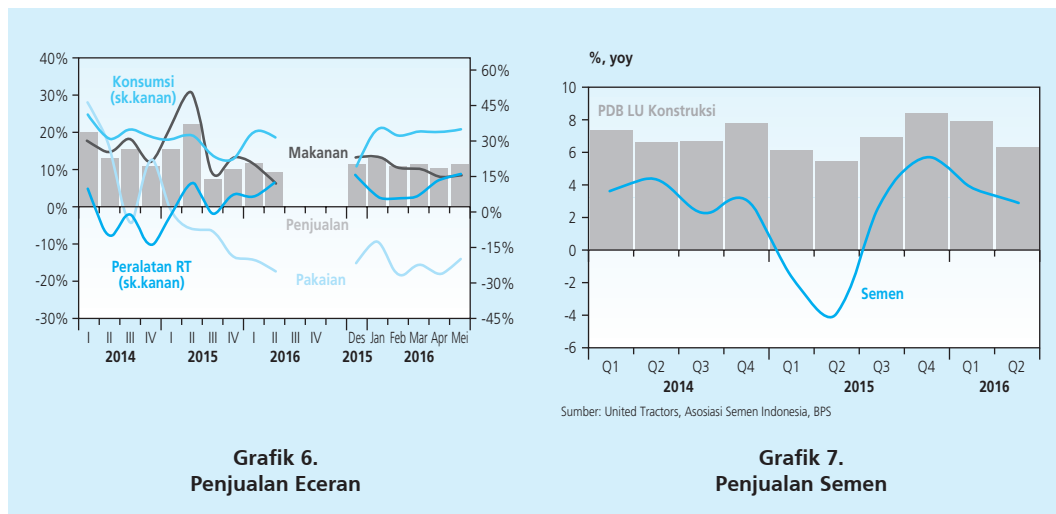 40%
30%
20%
10%
0%
-10%
-20%
-30%
60%
45%
30%
15%
0%
-15%
-30%
-45%
Konsumsi
(sk.kanan)
Makanan
Penjualan
Peralatan RT
(sk.kanan)
Pakaian
I II III IV I II III IV I II III IV Des Jan Feb Mar Apr Mei
2014 2015 2016 2015 2016
Grafik 6.
Penjualan Eceran
%, yoy
10
8
6
4
2
0
-2
-4
-6
PDB LU Konstruksi
Semen
Q1 Q2 Q3 Q4 Q1 Q2 Q3 Q4 Q1 Q2
2014 2015 2016
Sumber: United Tractors, Asosiasi Semen Indonesia, BPS
Grafik 7.
Penjualan Semen